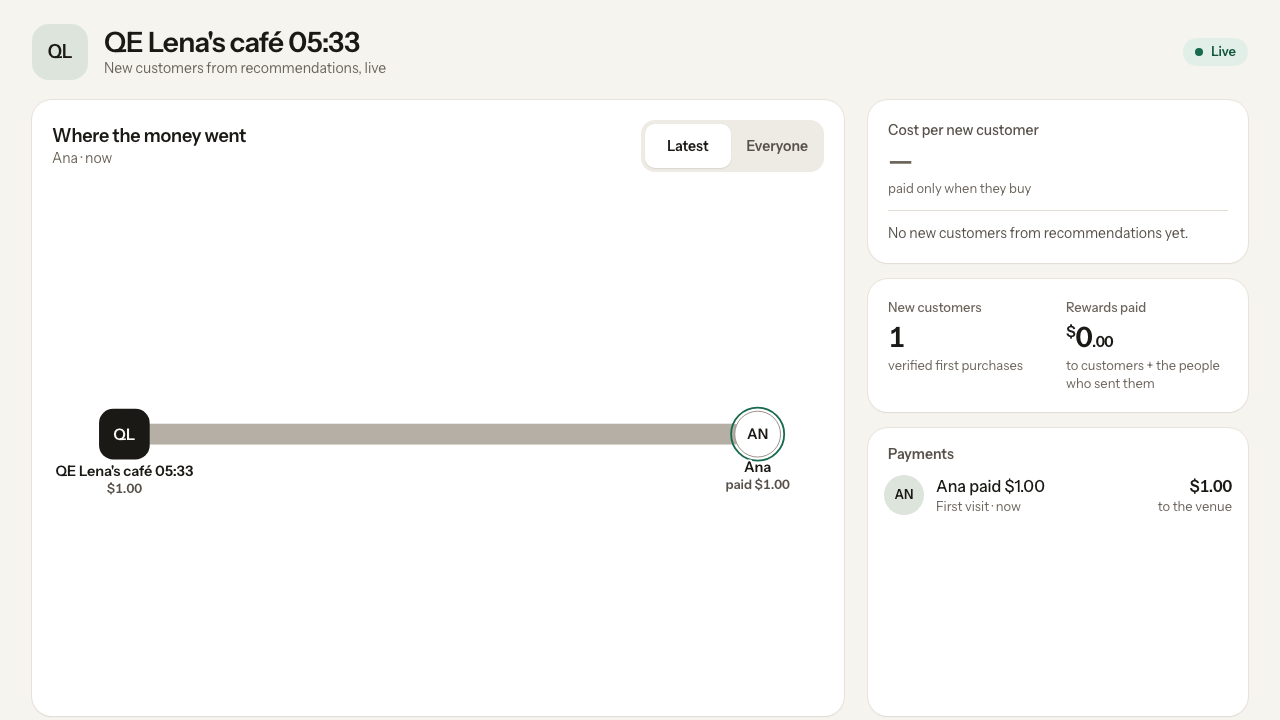 QL
QE Lena's café 05:33
New customers from recommendations, live
Live
Where the money went
Ana · now
Latest
Everyone
QL
QE Lena's café 05:33
$1.00
AN
Ana
paid $1.00
Cost per new customer
—
paid only when they buy
No new customers from recommendations yet.
New customers
1
verified first purchases
Rewards paid
$0.00
to customers + the people
who sent them
Payments
AN
Ana paid $1.00
First visit · now
$1.00
to the venue